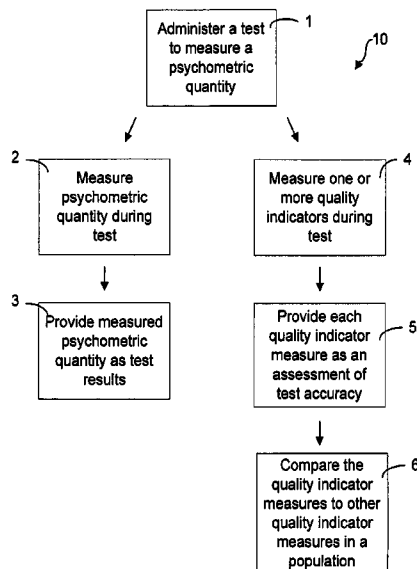 1
Administer a test
to measure a
psychometric
quantity
10
2
Measure
psychometric
quantity during
test
4
Measure one or
more quality
indicators during
test
3
Provide measured
psychometric
quantity as test
results
Provide each
quality indicator
measure as an
assessment of
test accuracy
5
Compare the
quality indicator
measures to other
quality indicator
measures in a
population
6